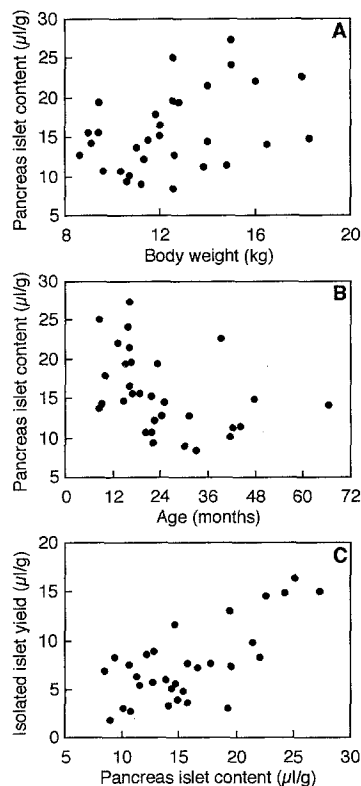 A
Pancreas islet content (µl/g)
30
25
20
15
10
5
8 12 16 20
Body weight (kg)
B
Pancreas islet content (µl/g)
30
25
20
15
10
5
0 12 24 36 48 60 72
Age (months)
C
Isolated islet yield (µl/g)
20
15
10
5
0
5 10 15 20 25 30
Pancreas islet content (µl/g)